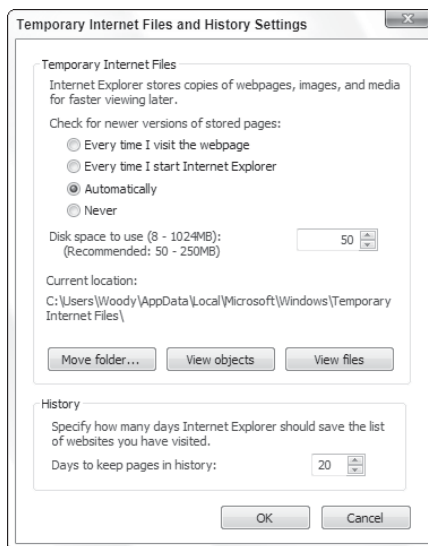 Temporary Internet Files and History Settings
Temporary Internet Files
Internet Explorer stores copies of webpages, images, and media
for faster viewing later.
Check for newer versions of stored pages:
Every time I visit the webpage
Every time I start Internet Explorer
Automatically
Never
Disk space to use (8 - 1024MB): 50
(Recommended: 50 - 250MB)
Current location:
C:\Users\Woody\AppData\Local\Microsoft\Windows\Temporary
Internet Files\
Move folder... View objects View files
History
Specify how many days Internet Explorer should save the list
of websites you have visited.
Days to keep pages in history: 20
OK Cancel